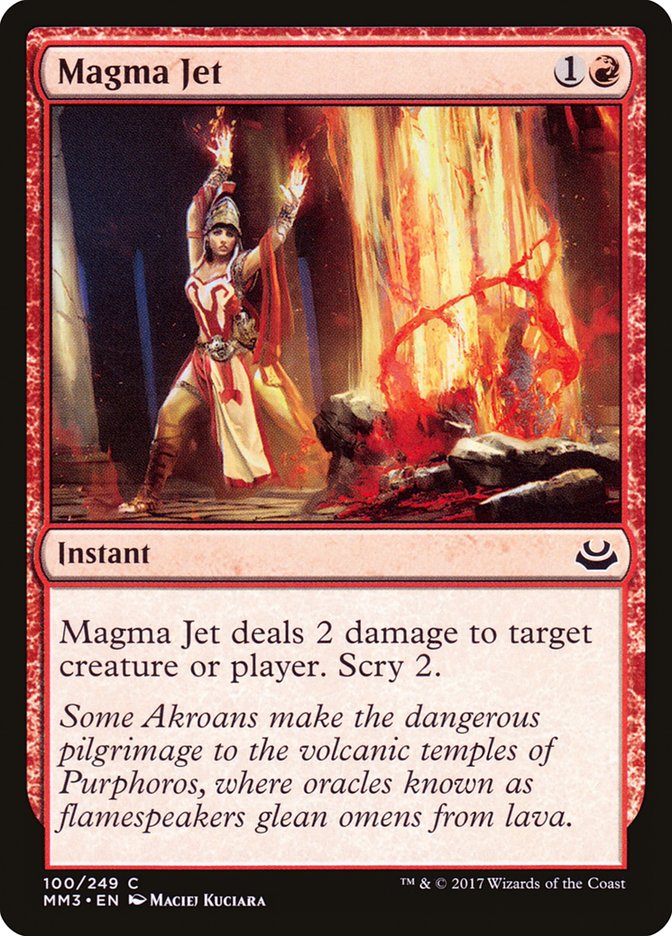 Magma Jet 1
Instant
Magma Jet deals 2 damage to target
creature or player. Scry 2.
Some Akroans make the dangerous
pilgrimage to the volcanic temples of
Purphoros, where oracles known as
flamespeakers glean omens from lava.
100/249 C
MM3 • EN Maciej Kuciara
™ & © 2017 Wizards of the Coast